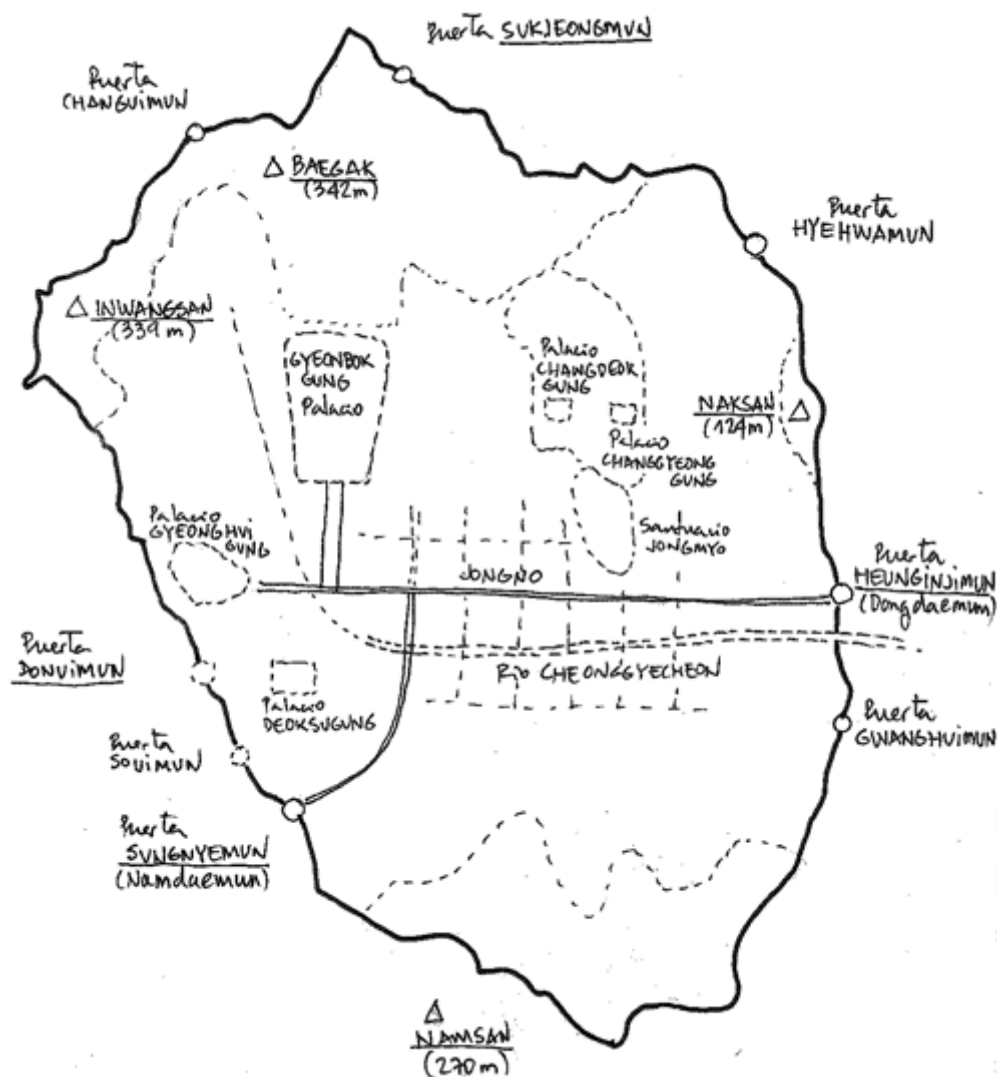 Puerta SUKJEONGMUN
Puerta
CHANGUIMUN
BAEGAK
(342m)
Puerta
HYEHWAMUN
INWANGSAN
(339m)
GYEONBOK
GUNG
Palacio
Palacio
CHANGDEOK
GUNG
NAKSAN
(124m)
Palacio
CHANGGYEONG
GUNG
Palacio
GYEONGHUI
GUNG
Santuario
JONGMYO
JONGNO
Puerta
HEUNGINJIMUN
(Dongdaemun)
Puerta
DONUIMUN
Río CHEONGGYECHEON
Palacio
DEOKSUGUNG
Puerta
GWANGHUIMUN
Puerta
SOUIMUN
Puerta
SUNGNYEMUN
(Namdaemun)
NAMSAN
(270m)